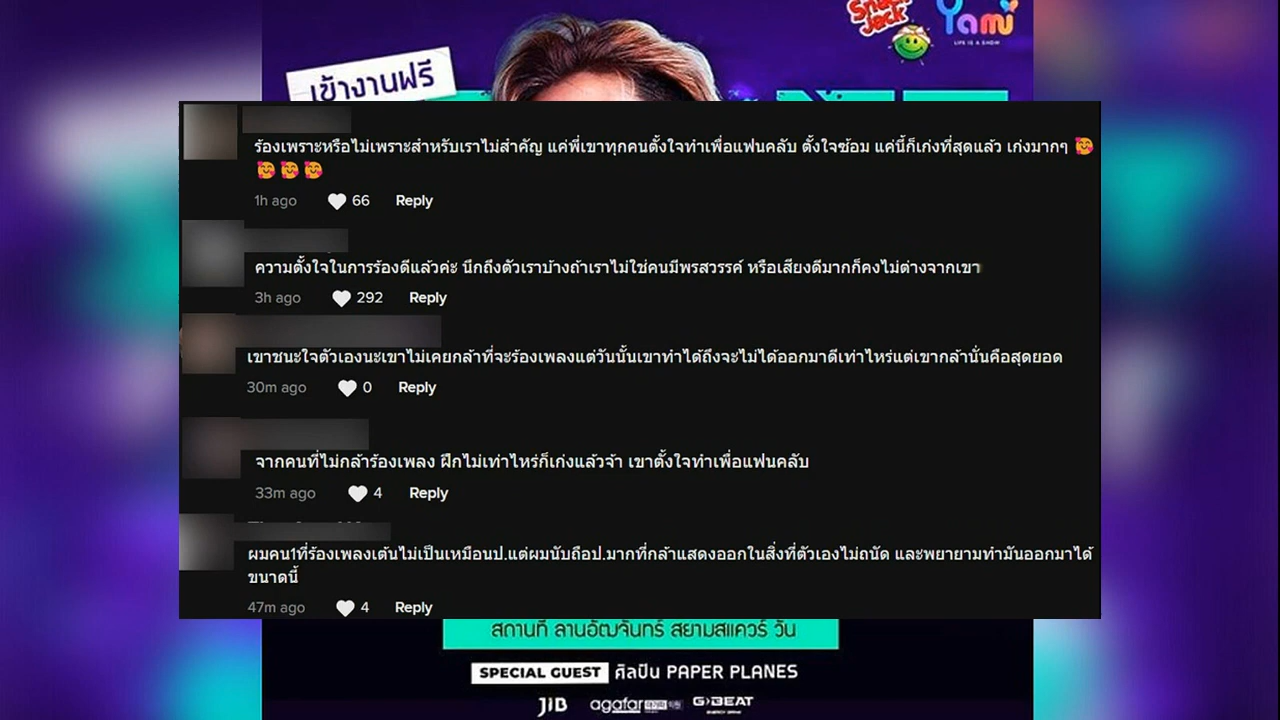 Snack
Jack
Yami
LIFE IS A SHOW
เข้างานฟรี
ร้องเพราะหรือไม่เพราะสำหรับเราไม่สำคัญ แค่พี่เขาทุกคนตั้งใจทำเพื่อแฟนคลับ ตั้งใจซ้อม แค่นี้ก็เก่งที่สุดแล้ว เก่งมากๆ 🥰
🥰 🥰 🥰
1h ago 66 Reply
ความตั้งใจในการร้องดีแล้วค่ะ นึกถึงตัวเราบ้างถ้าเราไม่ใช่คนมีพรสวรรค์ หรือเสียงดีมากก็คงไม่ต่างจากเขา
3h ago 292 Reply
เขาชนะใจตัวเองนะเขาไม่เคยกล้าที่จะร้องเพลงแต่วันนั้นเขาทำได้ถึงจะไม่ได้ออกมาดีเท่าไหร่แต่เขากล้านั่นคือสุดยอด
30m ago 0 Reply
จากคนที่ไม่กล้าร้องเพลง ฝึกไม่เท่าไหร่ก็เก่งแล้วจ้า เขาตั้งใจทำเพื่อแฟนคลับ
33m ago 4 Reply
ผมคน1ที่ร้องเพลงเต้นไม่เป็นเหมือนป.แต่ผมนับถือป.มากที่กล้าแสดงออกในสิ่งที่ตัวเองไม่ถนัด และพยายามทำมันออกมาได้
ขนาดนี้
47m ago 4 Reply
สถานที่ ลานอัฒจันทร์ สยามสแควร์ วัน
SPECIAL GUEST ศิลปิน PAPER PLANES
JIB agafar G-BEAT